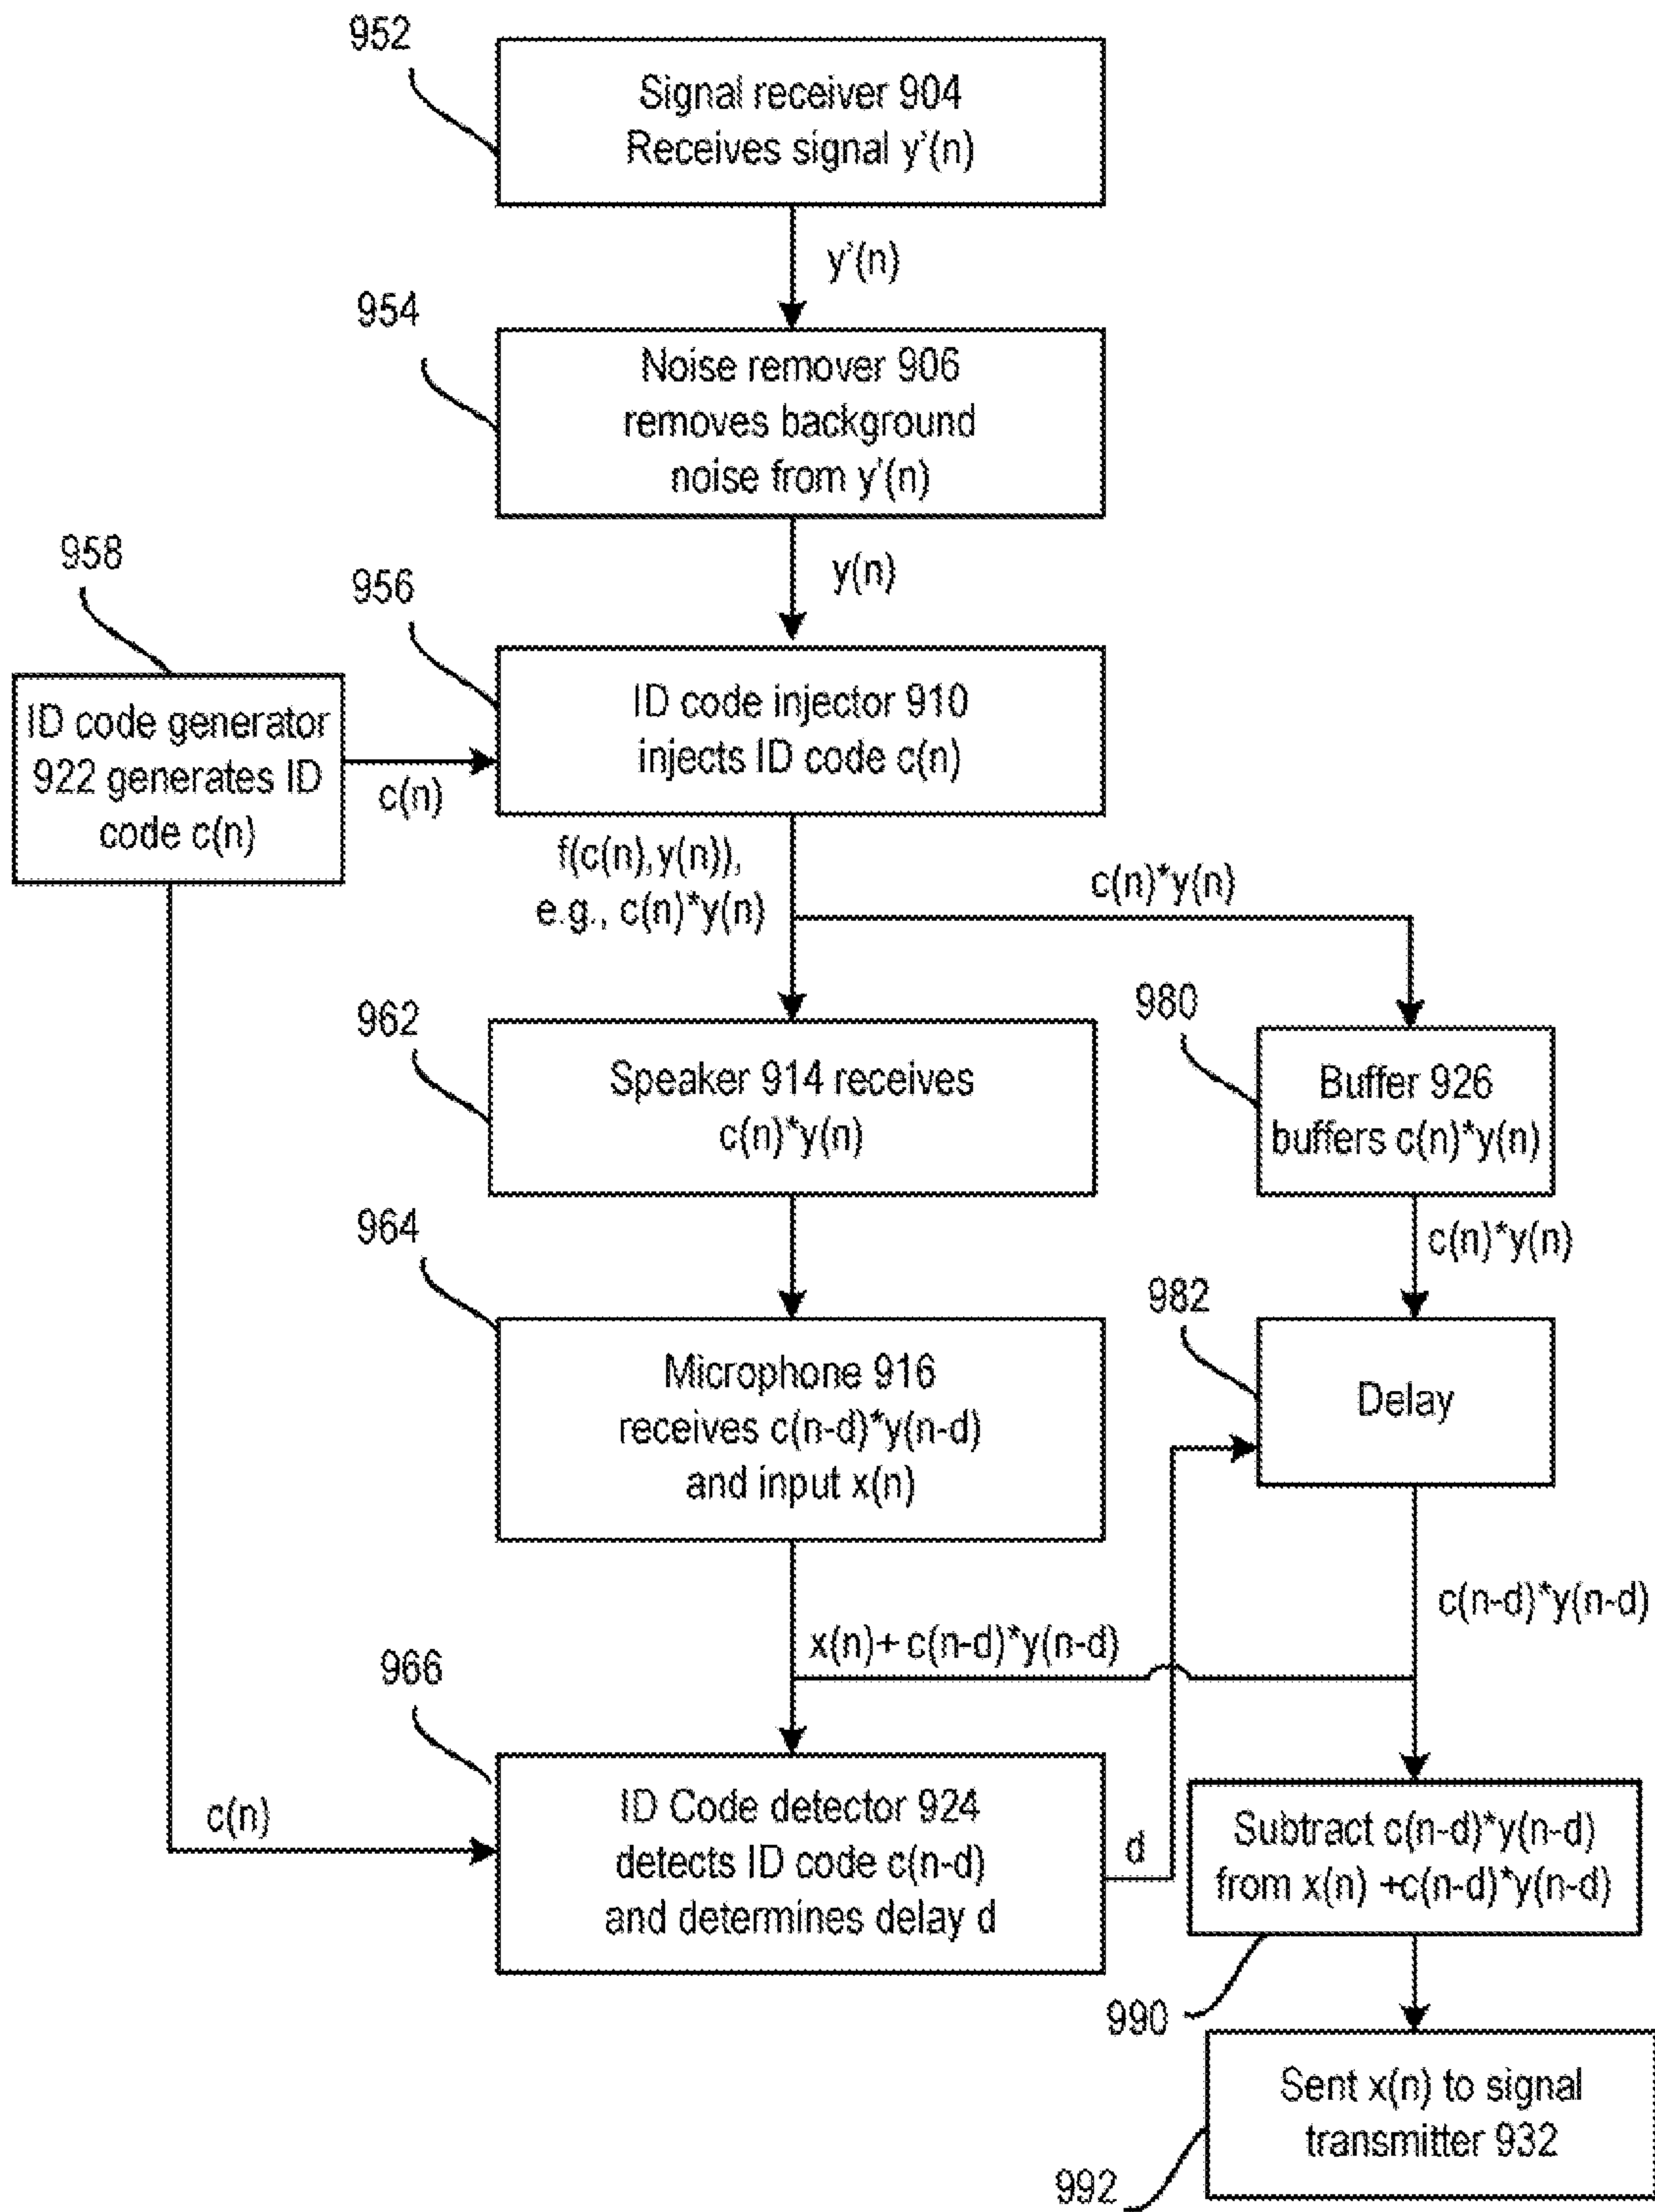 952
Signal receiver 904
Receives signal y'(n)
y'(n)
954
Noise remover 906
removes background
noise from y'(n)
y(n)
958
956
ID code generator
922 generates ID
code c(n)
c(n)
ID code injector 910
injects ID code c(n)
f(c(n),y(n)),
e.g., c(n)*y(n)
c(n)*y(n)
962
Speaker 914 receives
c(n)*y(n)
980
Buffer 926
buffers c(n)*y(n)
c(n)*y(n)
964
Microphone 916
receives c(n-d)*y(n-d)
and input x(n)
982
Delay
c(n-d)*y(n-d)
x(n)+ c(n-d)*y(n-d)
966
c(n)
ID Code detector 924
detects ID code c(n-d)
and determines delay d
d
Subtract c(n-d)*y(n-d)
from x(n) +c(n-d)*y(n-d)
990
Sent x(n) to signal
transmitter 932
992